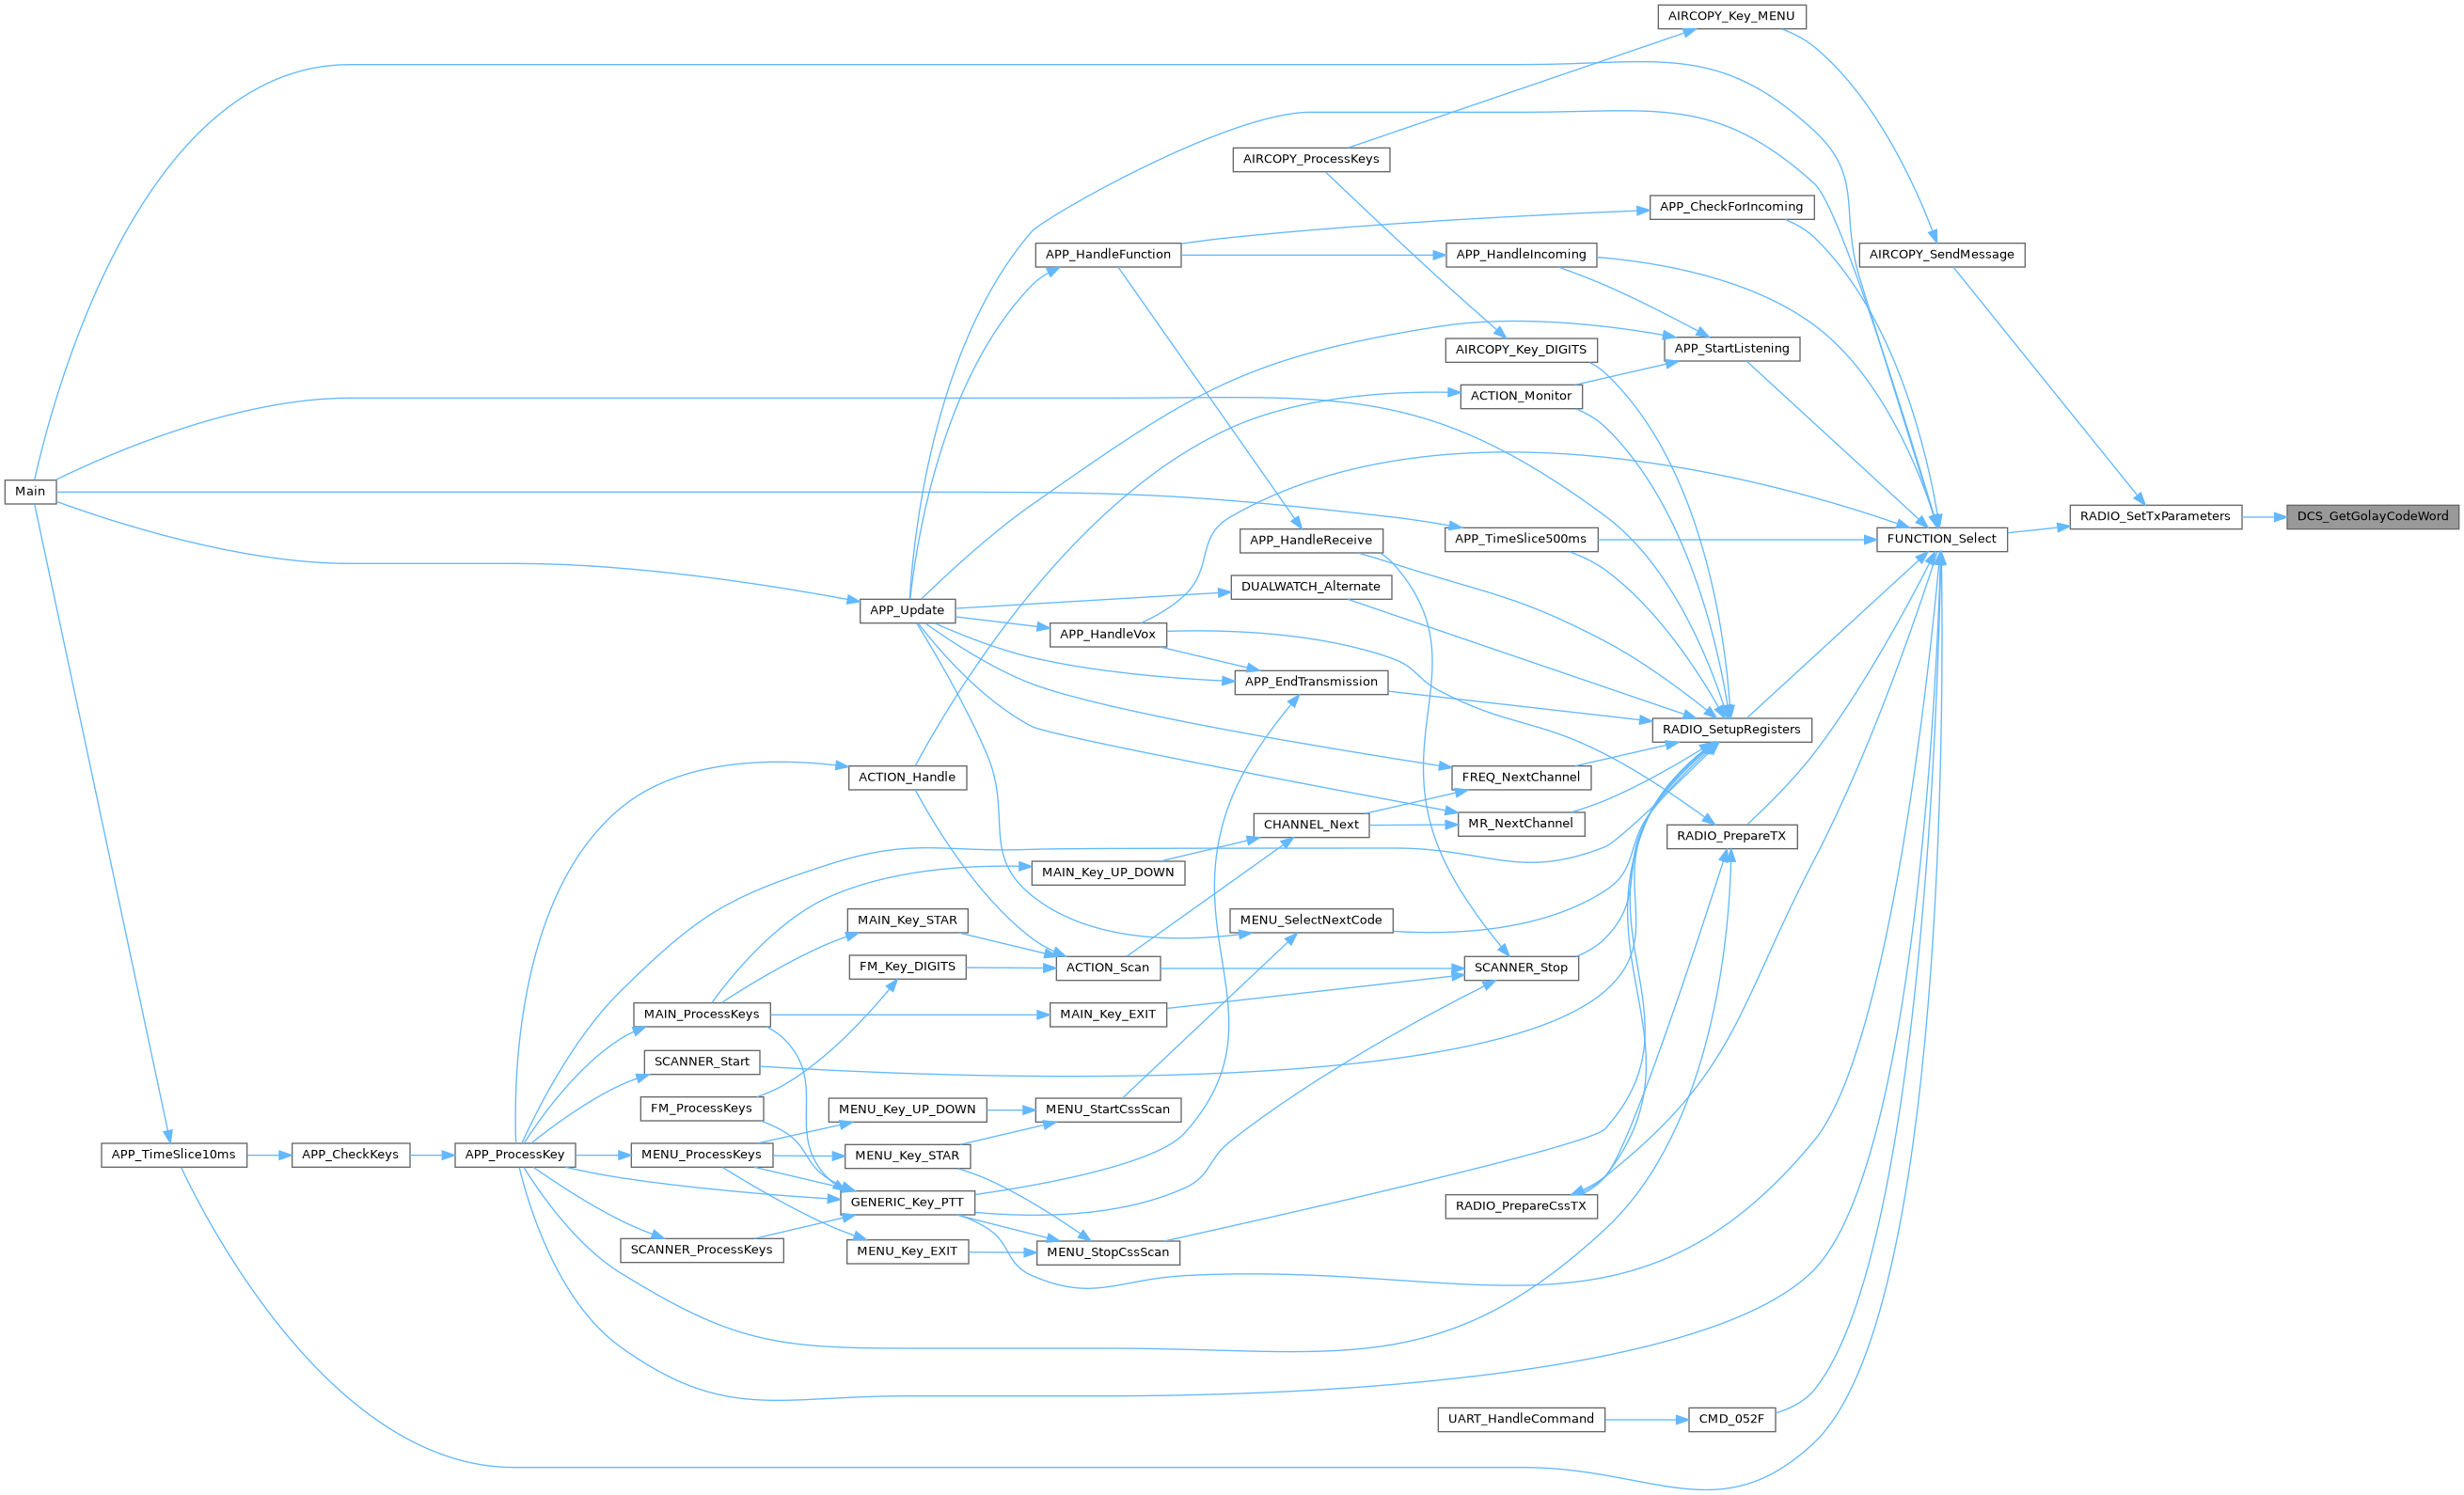 AIRCOPY_Key_MENU
AIRCOPY_ProcessKeys
APP_CheckForIncoming
APP_HandleFunction
APP_HandleIncoming
AIRCOPY_SendMessage
AIRCOPY_Key_DIGITS
APP_StartListening
ACTION_Monitor
Main
RADIO_SetTxParameters
DCS_GetGolayCodeWord
APP_HandleReceive
APP_TimeSlice500ms
FUNCTION_Select
DUALWATCH_Alternate
APP_Update
APP_HandleVox
APP_EndTransmission
RADIO_SetupRegisters
ACTION_Handle
FREQ_NextChannel
CHANNEL_Next
MR_NextChannel
RADIO_PrepareTX
MAIN_Key_UP_DOWN
MAIN_Key_STAR
MENU_SelectNextCode
FM_Key_DIGITS
ACTION_Scan
SCANNER_Stop
MAIN_ProcessKeys
MAIN_Key_EXIT
SCANNER_Start
FM_ProcessKeys
MENU_Key_UP_DOWN
MENU_StartCssScan
APP_TimeSlice10ms
APP_CheckKeys
APP_ProcessKey
MENU_ProcessKeys
MENU_Key_STAR
GENERIC_Key_PTT
RADIO_PrepareCssTX
SCANNER_ProcessKeys
MENU_Key_EXIT
MENU_StopCssScan
UART_HandleCommand
CMD_052F